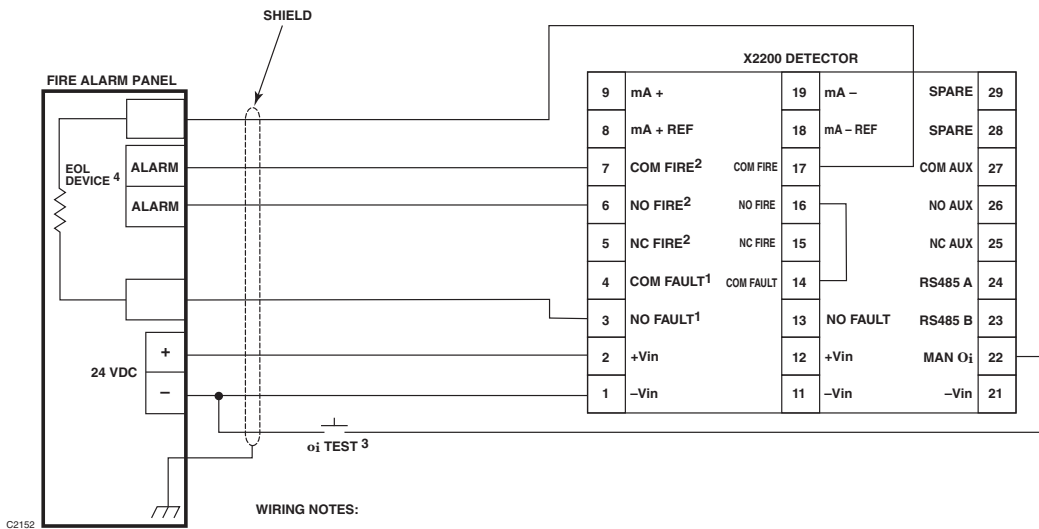 SHIELD
X2200 DETECTOR
FIRE ALARM PANEL
9 mA + 19 mA – SPARE 29
8 mA + REF 18 mA – REF SPARE 28
EOL
DEVICE 4
ALARM
7 COM FIRE2 COM FIRE 17 COM AUX 27
ALARM
6 NO FIRE2 NO FIRE 16 NO AUX 26
5 NC FIRE2 NC FIRE 15 NC AUX 25
4 COM FAULT1 COM FAULT 14 RS485 A 24
3 NO FAULT1 13 NO FAULT RS485 B 23
+
2 +Vin 12 +Vin MAN Oi 22
24 VDC
–
1 –Vin 11 –Vin –Vin 21
oi TEST 3
WIRING NOTES:
C2152